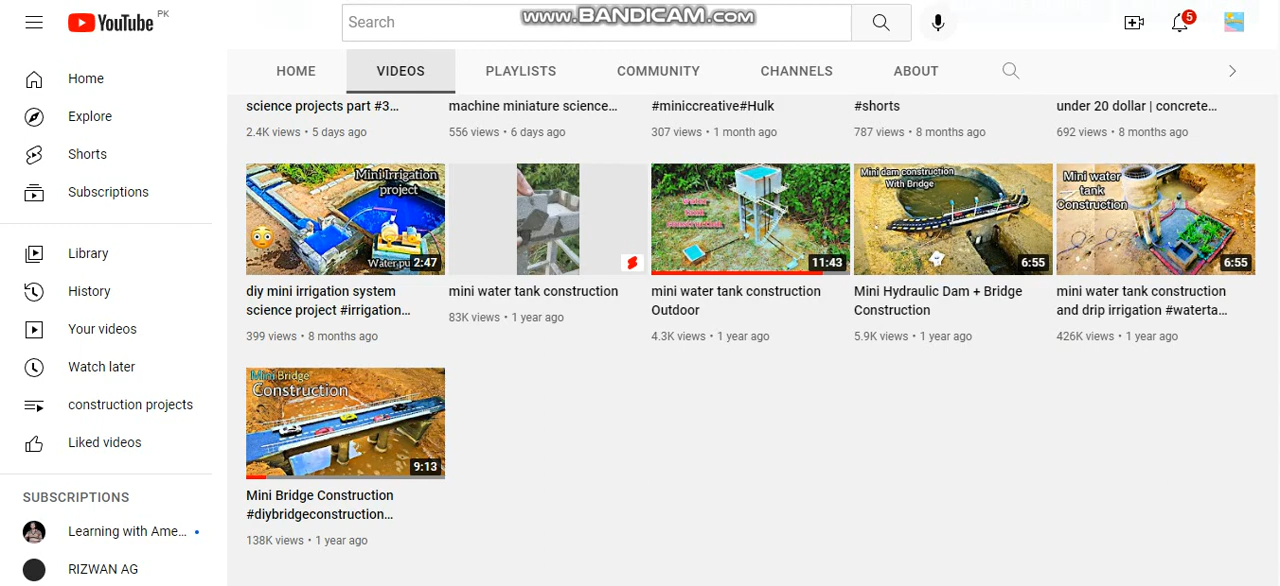 YouTube PK
Search
www.BANDICAM.com
5
HOME
VIDEOS
PLAYLISTS
COMMUNITY
CHANNELS
ABOUT
Home
Explore
Shorts
Subscriptions
Library
History
Your videos
Watch later
construction projects
Liked videos
SUBSCRIPTIONS
Learning with Ame...
RIZWAN AG
science projects part #3...
2.4K views • 5 days ago
machine miniature science...
556 views • 6 days ago
#miniccreative#Hulk
307 views • 1 month ago
#shorts
787 views • 8 months ago
under 20 dollar | concrete...
692 views • 8 months ago
Mini Irrigation
project
Water pu
2:47
diy mini irrigation system
science project #irrigation...
399 views • 8 months ago
mini water tank construction
83K views • 1 year ago
water
tank
construction
11:43
mini water tank construction
Outdoor
4.3K views • 1 year ago
Mini dam construction
With Bridge
6:55
Mini Hydraulic Dam + Bridge
Construction
5.9K views • 1 year ago
Mini water
tank
Construction
6:55
mini water tank construction
and drip irrigation #waterta...
426K views • 1 year ago
Mini Bridge
Construction
9:13
Mini Bridge Construction
#diybridgeconstruction...
138K views • 1 year ago